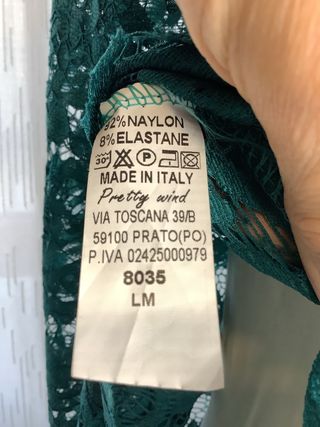 92% NAYLON
8% ELASTANE
30 P
MADE IN ITALY
Pretty wind
VIA TOSCANA 39/B
59100 PRATO(PO)
P.IVA 02425000979
8035
LM